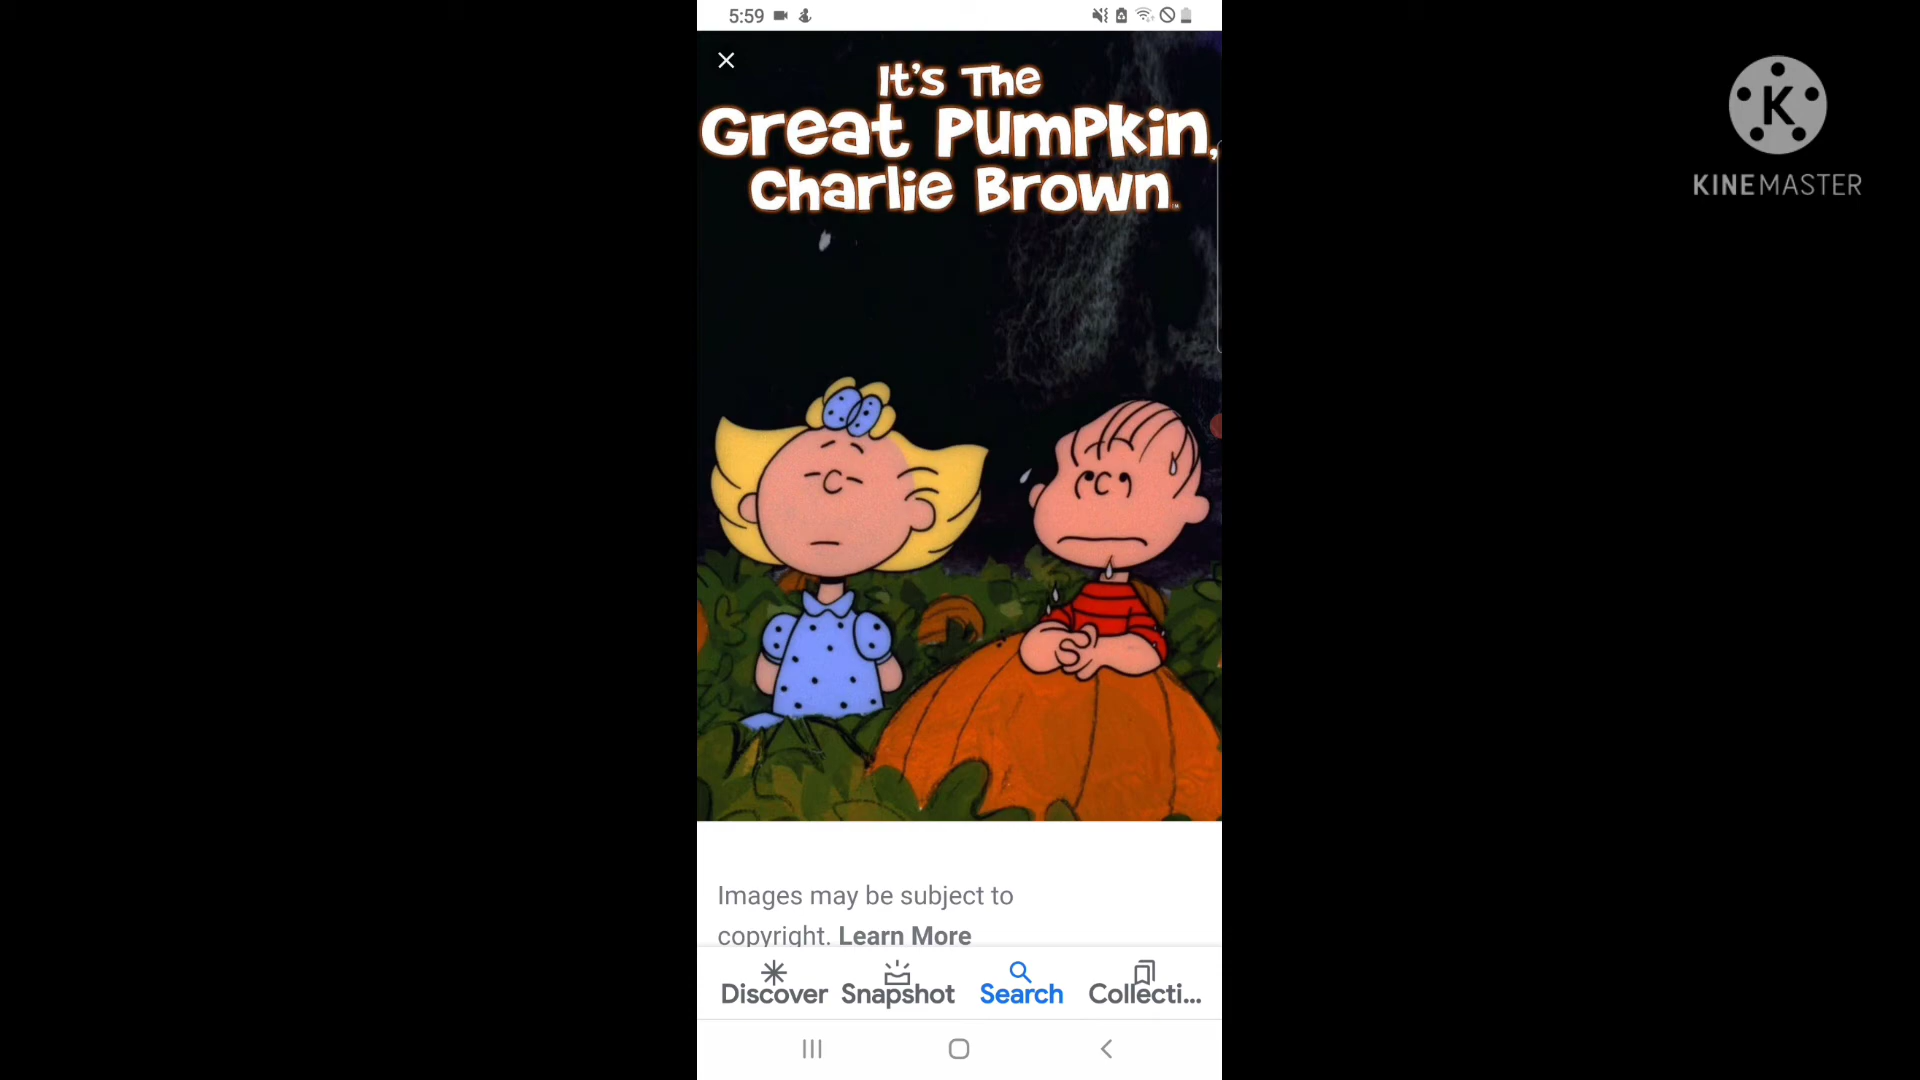 5:59
It's The
Great Pumpkin,
Charlie Brown
K
KINEMASTER
Images may be subject to
copyright. Learn More
Discover Snapshot Search Collecti...